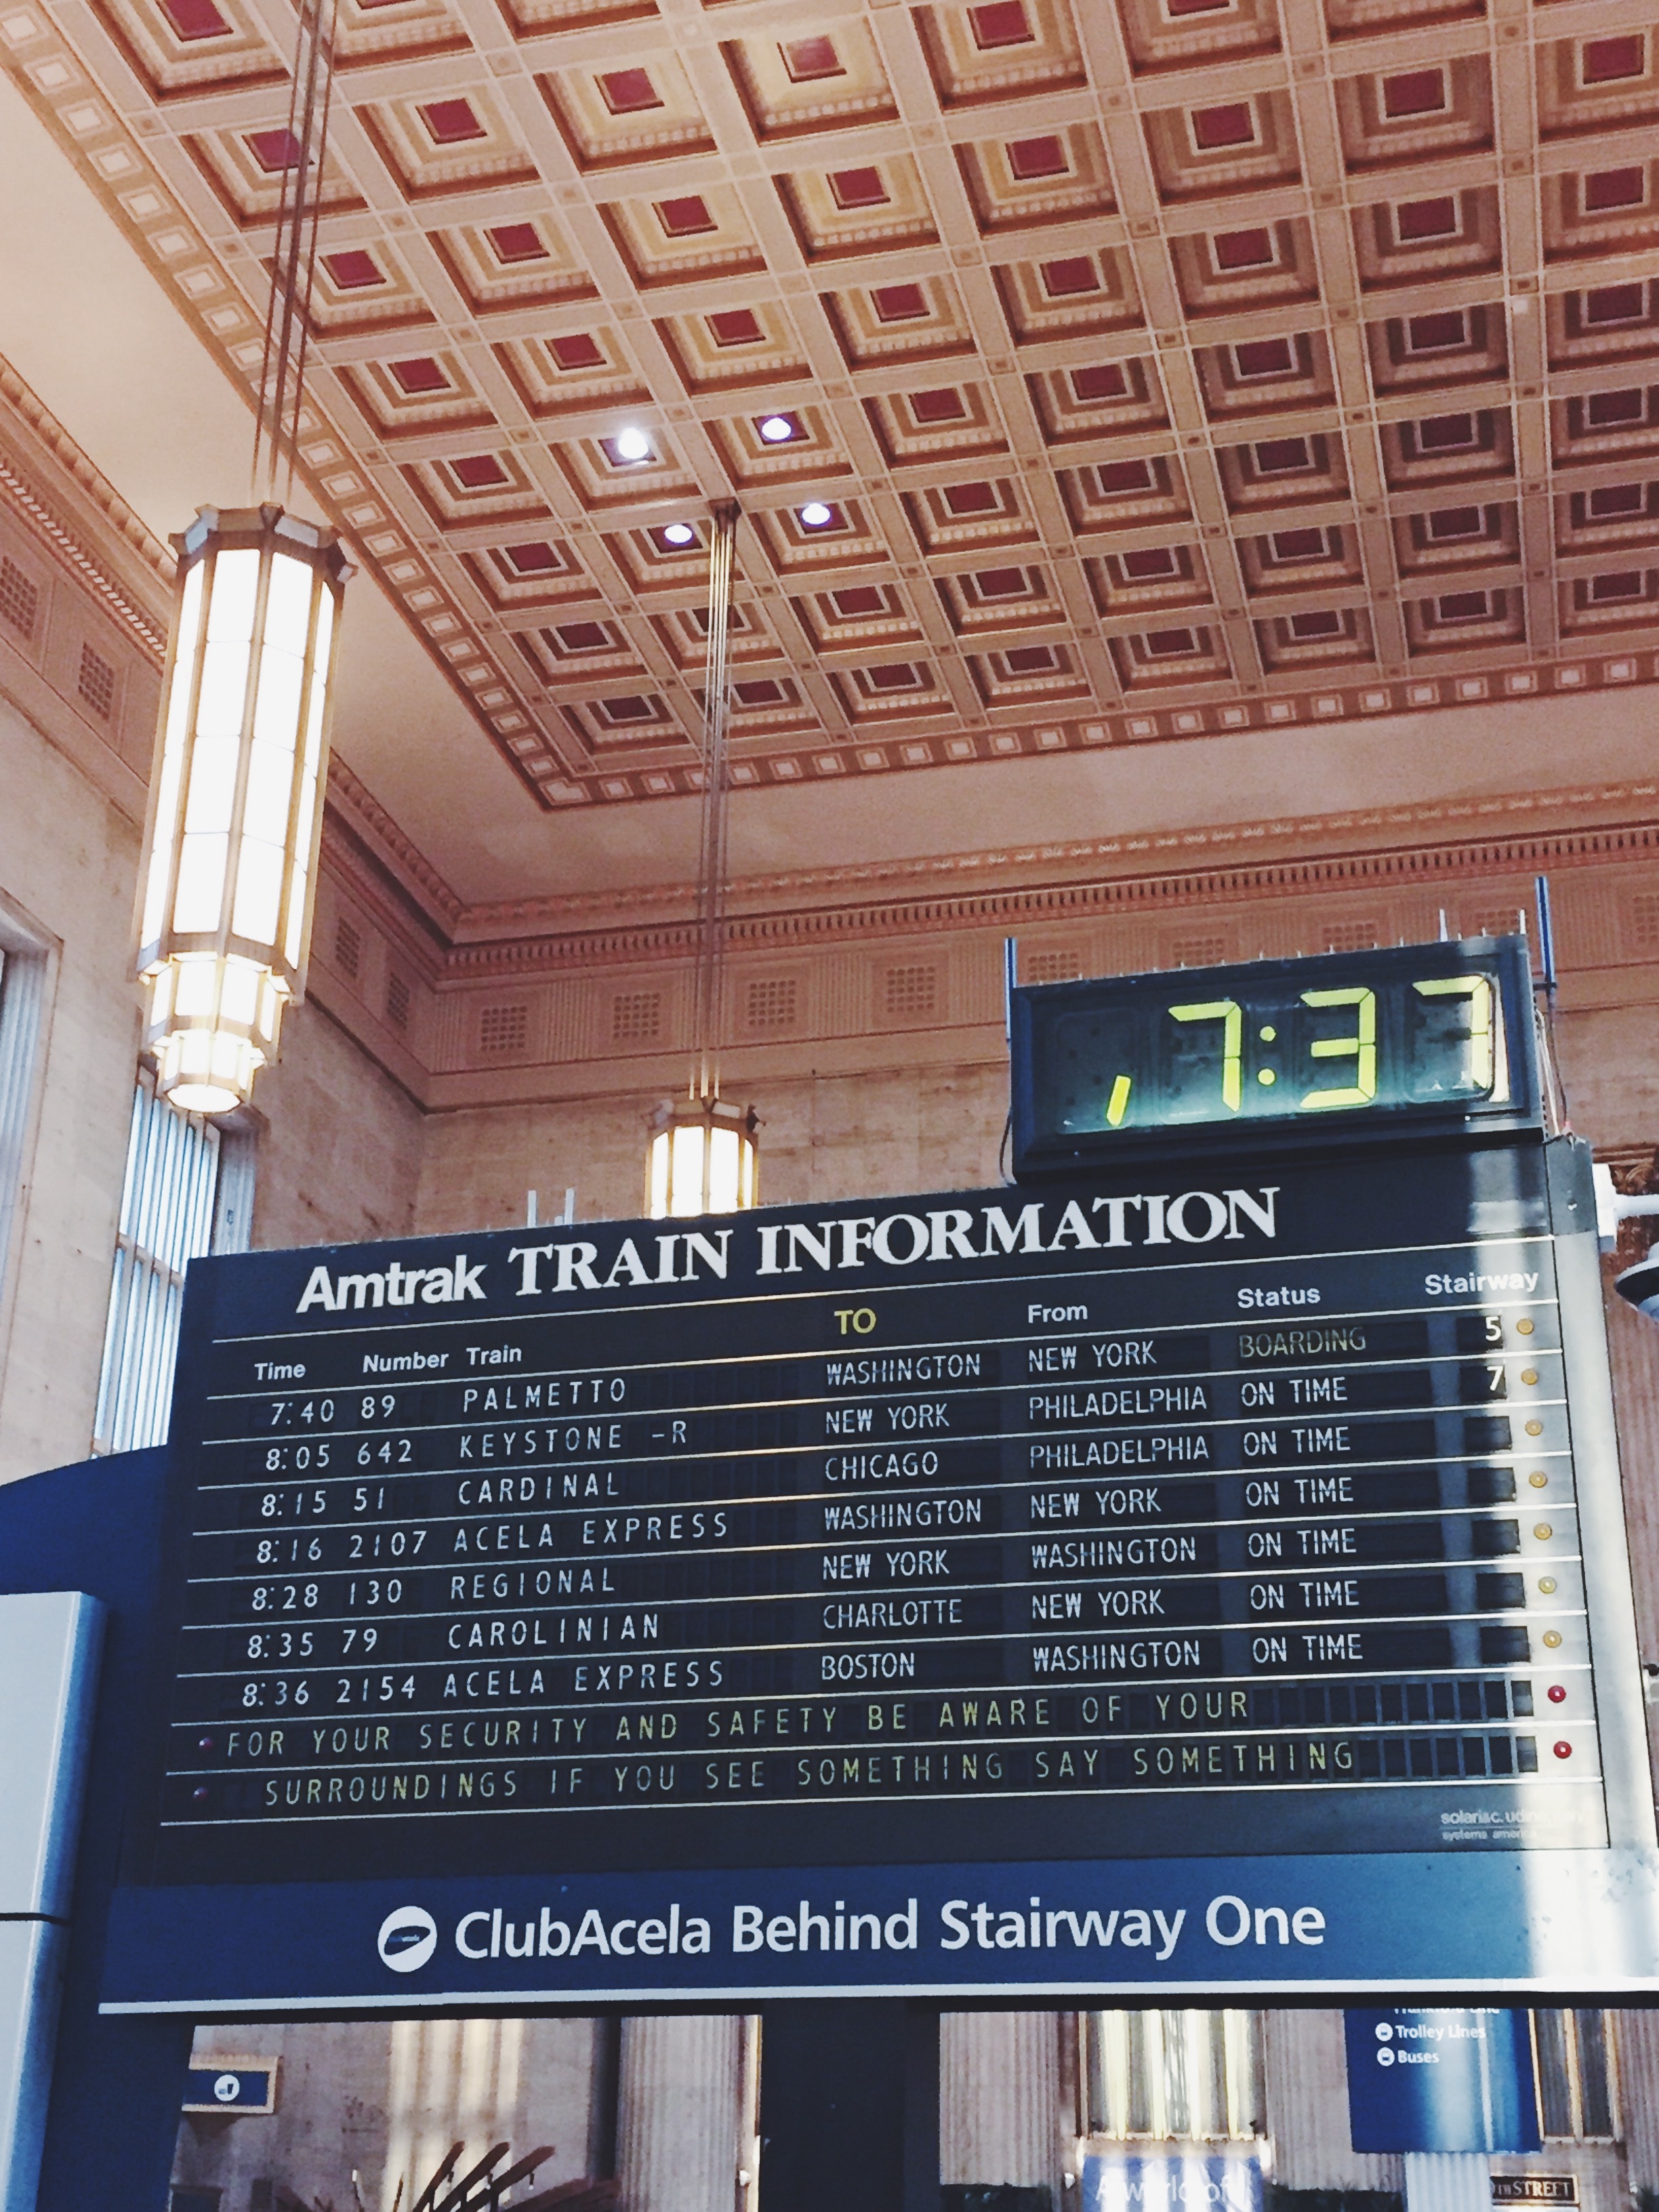 7:37
Amtrak TRAIN INFORMATION
Time Number Train TO From Status Stairway
7:40 89 PALMETTO WASHINGTON NEW YORK BOARDING 5
8:05 642 KEYSTONE -R NEW YORK PHILADELPHIA ON TIME 7
8:15 51 CARDINAL CHICAGO PHILADELPHIA ON TIME
8:16 2107 ACELA EXPRESS WASHINGTON NEW YORK ON TIME
8:28 130 REGIONAL NEW YORK WASHINGTON ON TIME
8:35 79 CAROLINIAN CHARLOTTE NEW YORK ON TIME
8:36 2154 ACELA EXPRESS BOSTON WASHINGTON ON TIME
FOR YOUR SECURITY AND SAFETY BE AWARE OF YOUR
SURROUNDINGS IF YOU SEE SOMETHING SAY SOMETHING
systems
ClubAcela Behind Stairway One
Trolley Lines
Buses
A world of
STREET